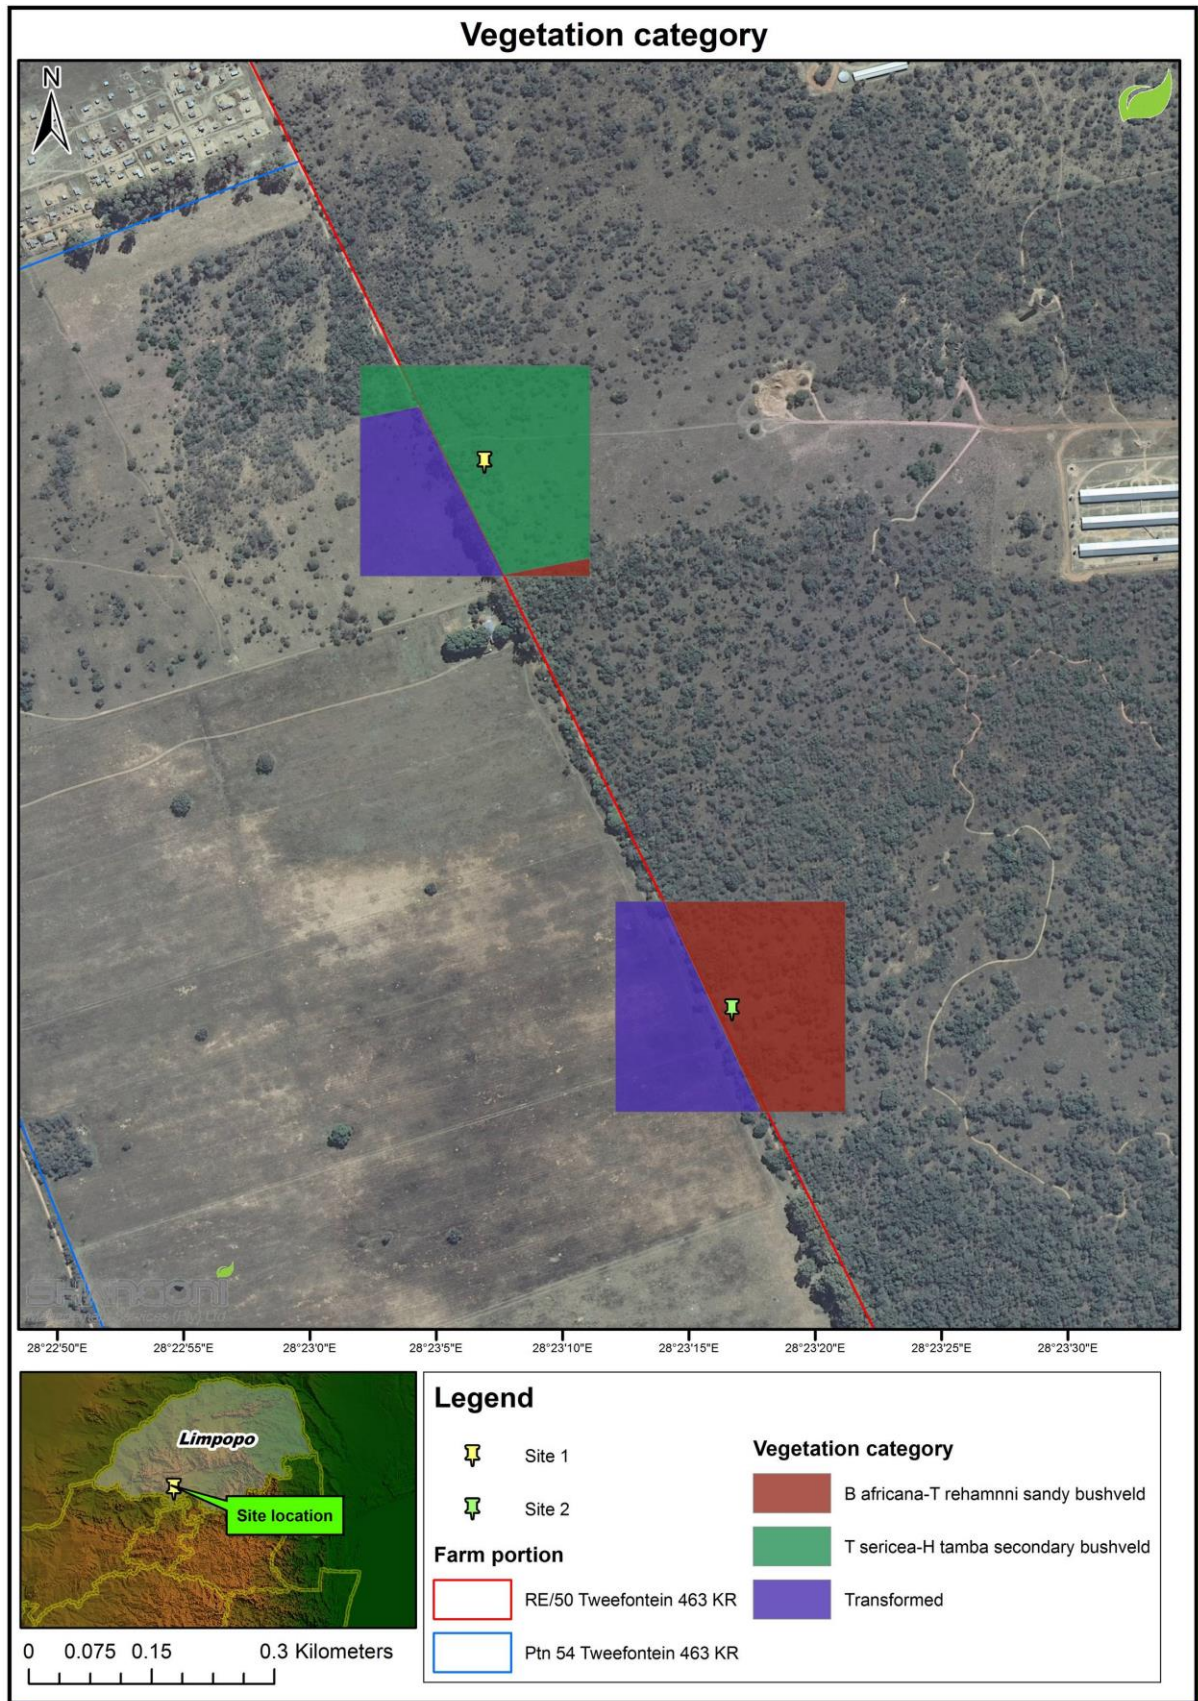 Vegetation category
N
28°22'50"E 28°22'55"E 28°23'0"E 28°23'5"E 28°23'10"E 28°23'15"E 28°23'20"E 28°23'25"E 28°23'30"E
Limpopo
Site location
0 0.075 0.15 0.3 Kilometers
Legend
Site 1
Site 2
Farm portion
RE/50 Tweefontein 463 KR
Ptn 54 Tweefontein 463 KR
Vegetation category
B africana-T rehamnni sandy bushveld
T sericea-H tamba secondary bushveld
Transformed